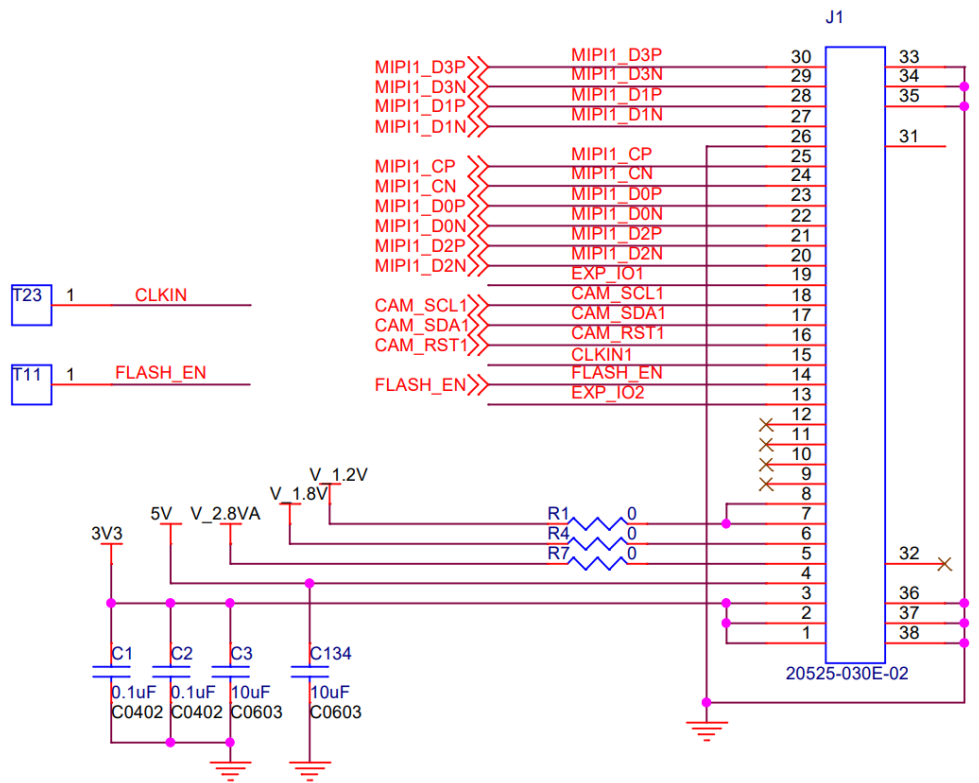 J1
MIPI1_D3P MIPI1_D3P 30 33
MIPI1_D3N MIPI1_D3N 29 34
MIPI1_D1P MIPI1_D1P 28 35
MIPI1_D1N MIPI1_D1N 27
26 31
MIPI1_CP MIPI1_CP 25
MIPI1_CN MIPI1_CN 24
MIPI1_D0P MIPI1_D0P 23
MIPI1_D0N MIPI1_D0N 22
MIPI1_D2P MIPI1_D2P 21
MIPI1_D2N MIPI1_D2N 20
EXP_IO1 19
T23 1 CLKIN CAM_SCL1 CAM_SCL1 18
CAM_SDA1 CAM_SDA1 17
CAM_RST1 CAM_RST1 16
CLKIN1 15
T11 1 FLASH_EN FLASH_EN FLASH_EN 14
EXP_IO2 13
12
11
10
9
V_1.2V
V_1.8V 8
5V V_2.8VA R1 0 7
3V3 R4 0 6
R7 0 5 32
4
3 36
2 37
1 38
C1 C2 C3 C134 20525-030E-02
0.1uF 0.1uF 10uF 10uF
C0402 C0402 C0603 C0603